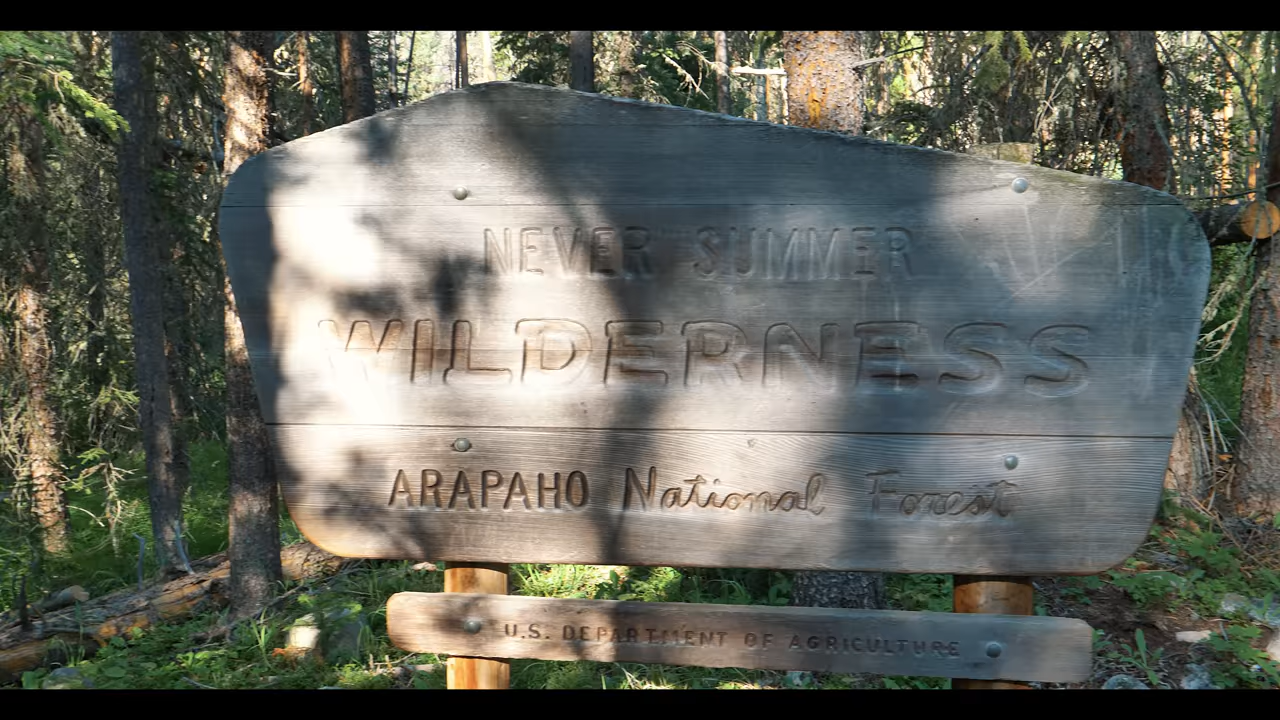 NEVER SUMMER
WILDERNESS
ARAPAHO National Forest
U.S. DEPARTMENT OF AGRICULTURE